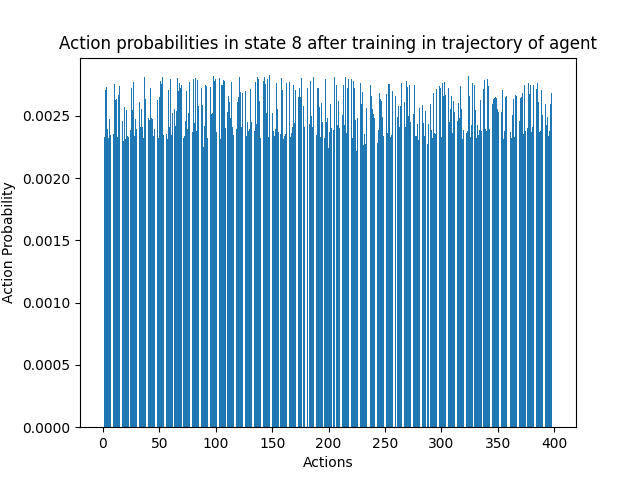 Action probabilities in state 8 after training in trajectory of agent
0.0025
0.0020
0.0015
0.0010
0.0005
0.0000
Action Probability
0 50 100 150 200 250 300 350 400
Actions